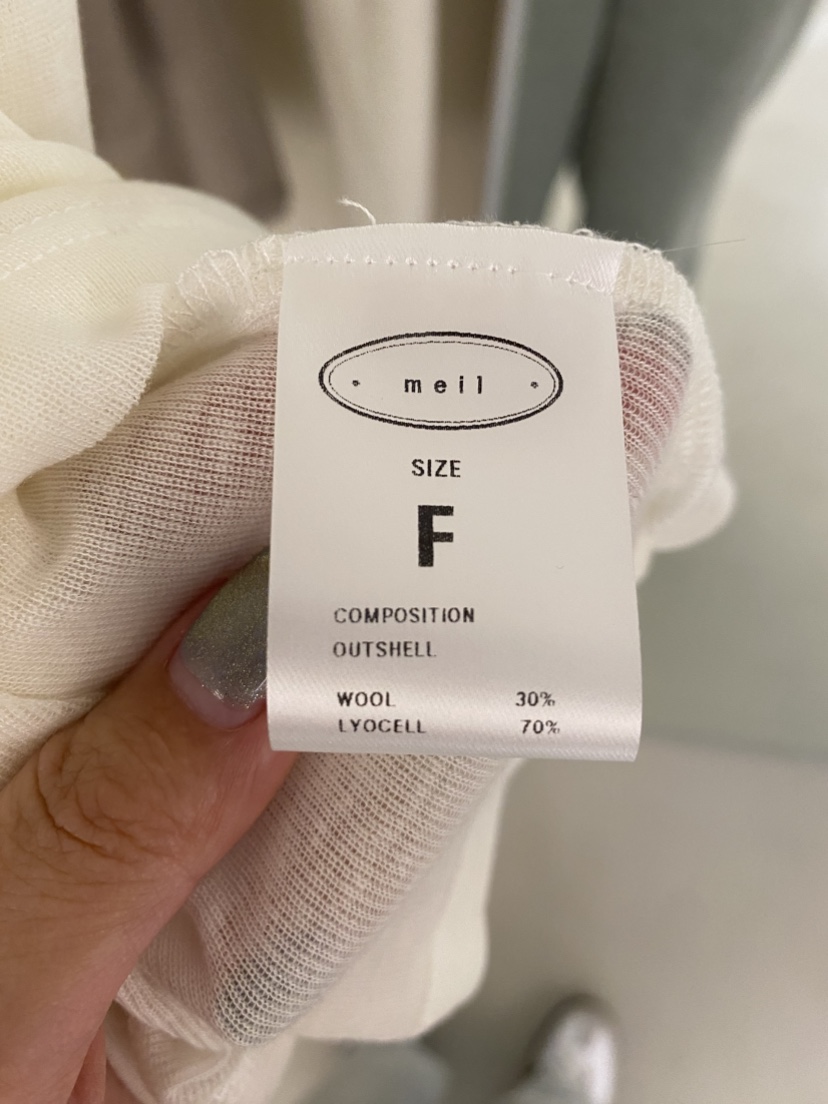 meil
SIZE
F
COMPOSITION
OUTSHELL
WOOL 30%
LYOCELL 70%